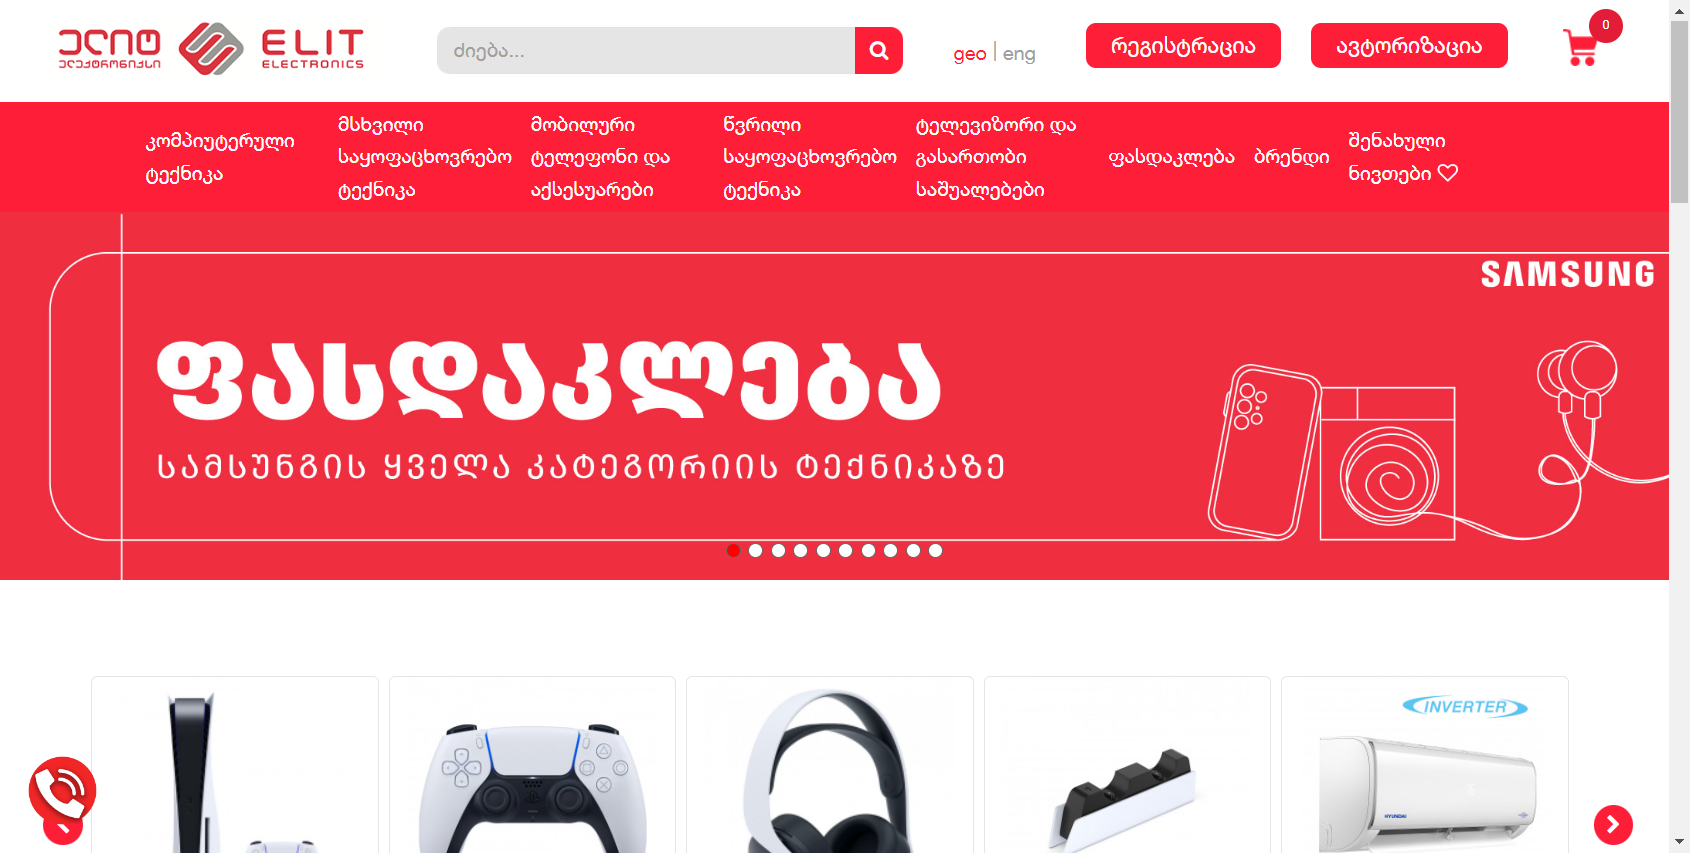 ელიტ
ელექტრონიქსი
ELIT
ELECTRONICS
ძიება...
geo | eng
რეგისტრაცია
ავტორიზაცია
0
კომპიუტერული
ტექნიკა
მსხვილი
საყოფაცხოვრებო
ტექნიკა
მობილური
ტელეფონი და
აქსესუარები
წვრილი
საყოფაცხოვრებო
ტექნიკა
ტელევიზორი და
გასართობი
საშუალებები
ფასდაკლება
ბრენდი
შენახული
ნივთები
SAMSUNG
ფასდაკლება
სამსუნგის ყველა კატეგორიის ტექნიკაზე
INVERTER
HYUNDAI